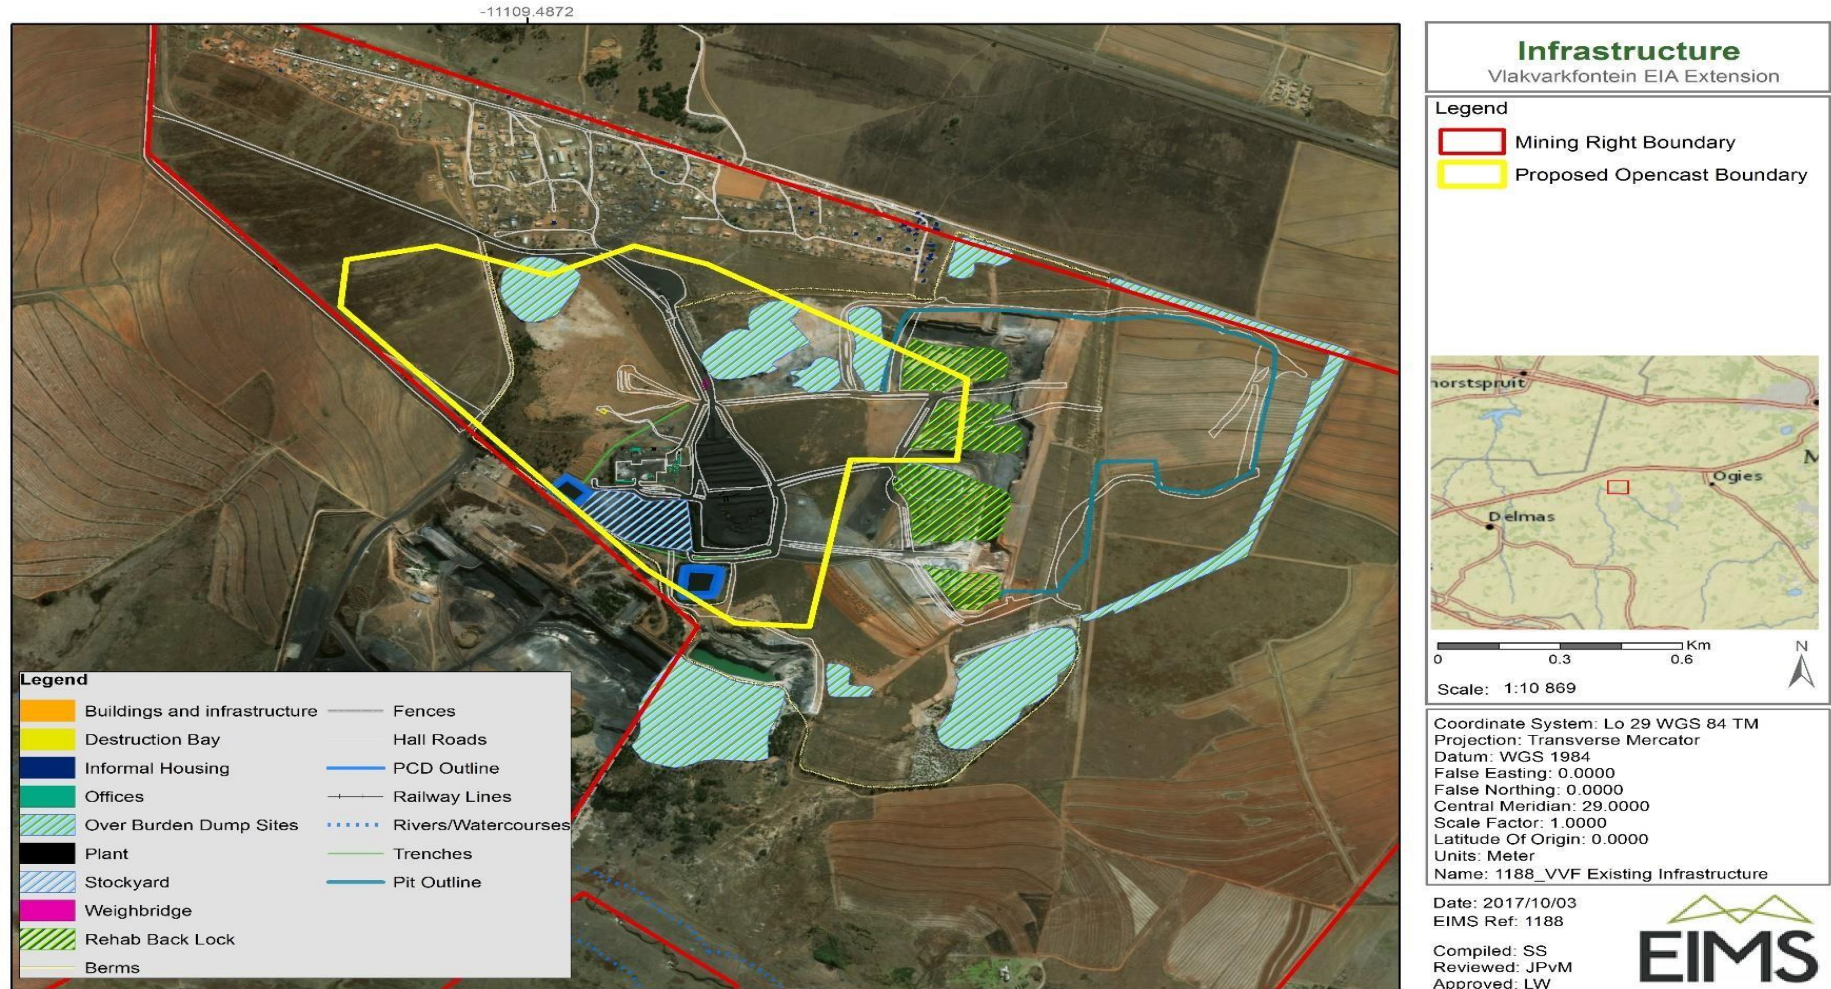 -11109.4872
Infrastructure
Vlakvarkfontein EIA Extension
Legend
Mining Right Boundary
Proposed Opencast Boundary
horstspruit
Ogies
M
Delmas
Km
0 0.3 0.6
N
Scale: 1:10 869
Coordinate System: Lo 29 WGS 84 TM
Projection: Transverse Mercator
Datum: WGS 1984
False Easting: 0.0000
False Northing: 0.0000
Central Meridian: 29.0000
Scale Factor: 1.0000
Latitude Of Origin: 0.0000
Units: Meter
Name: 1188_VVF Existing Infrastructure
Date: 2017/10/03
EIMS Ref: 1188
Compiled: SS
Reviewed: JPvM
Approved: LW
EIMS
Legend
Buildings and infrastructure
Destruction Bay
Informal Housing
Offices
Over Burden Dump Sites
Plant
Stockyard
Weighbridge
Rehab Back Lock
Berms
Fences
Hall Roads
PCD Outline
Railway Lines
Rivers/Watercourses
Trenches
Pit Outline